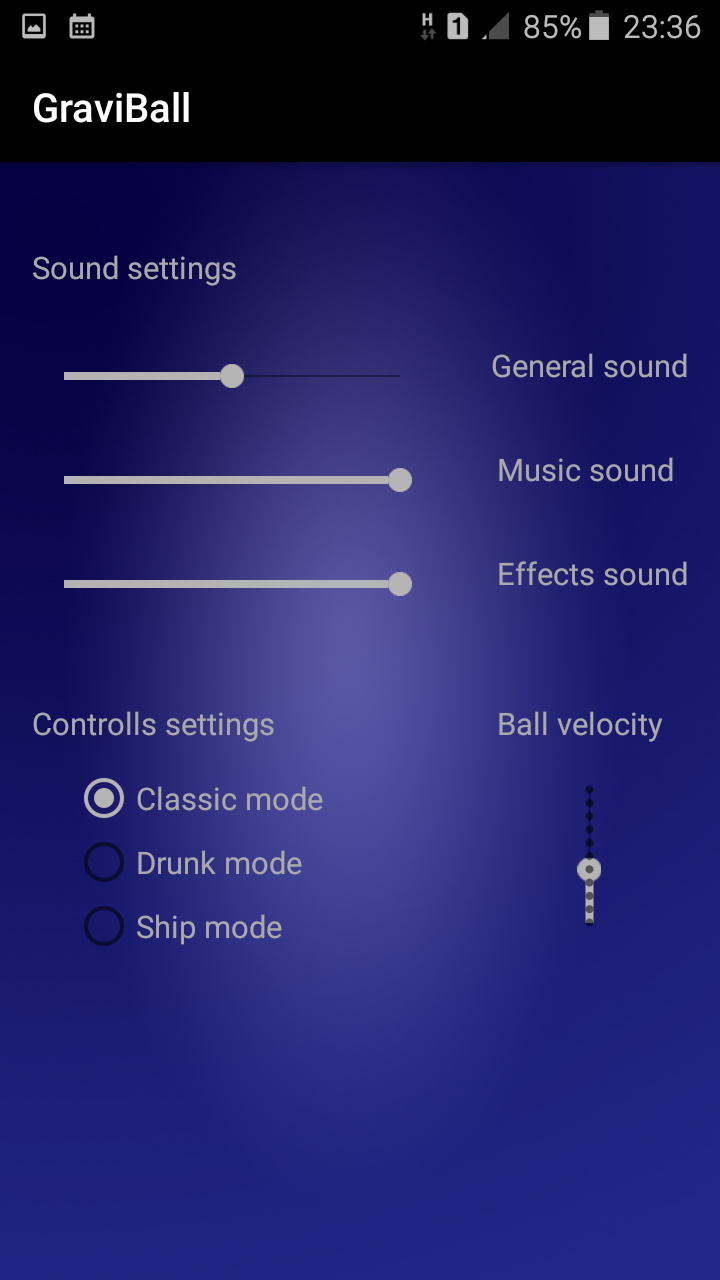 H 1 85% 23:36
GraviBall
Sound settings
General sound
Music sound
Effects sound
Controlls settings
Ball velocity
Classic mode
Drunk mode
Ship mode